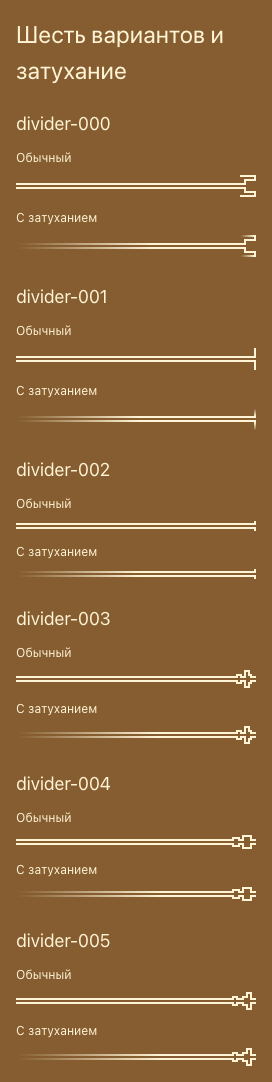 Шесть вариантов и
затухание
divider-000
Обычный
С затуханием
divider-001
Обычный
С затуханием
divider-002
Обычный
С затуханием
divider-003
Обычный
С затуханием
divider-004
Обычный
С затуханием
divider-005
Обычный
С затуханием